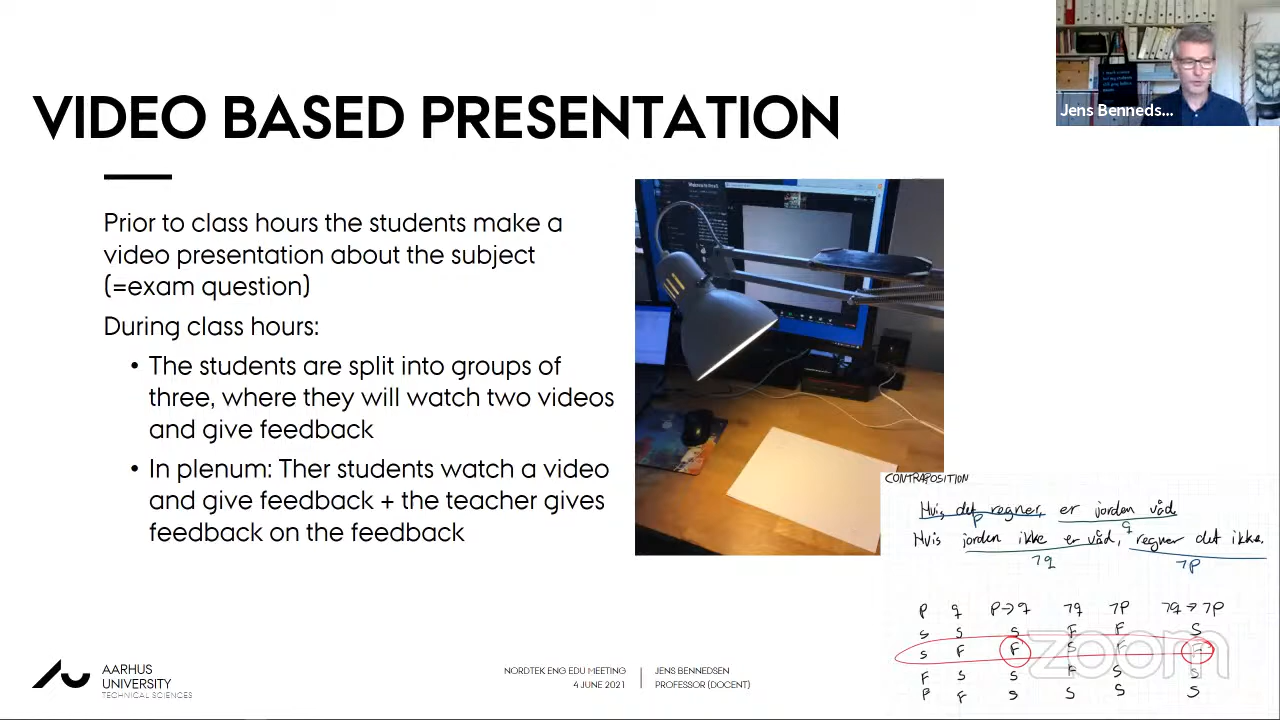 VIDEO BASED PRESENTATION
Jens Benneds...
Prior to class hours the students make a
video presentation about the subject
(=exam question)
During class hours:
• The students are split into groups of
three, where they will watch two videos
and give feedback
• In plenum: Ther students watch a video
and give feedback + the teacher gives
feedback on the feedback
CONTRAPOSITION
Hvis det regner, er jorden våd.
p q
Hvis jorden ikke er våd, regner det ikke.
¬q ¬p
p q p→q ¬q ¬p ¬q→¬p
S S S F F S
S F F S F
F S S F S S
F F S S S S
zoom
AARHUS
UNIVERSITY
TECHNICAL SCIENCES
NORDTEK ENG EDU MEETING
4 JUNE 2021
JENS BENNEDSEN
PROFESSOR (DOCENT)